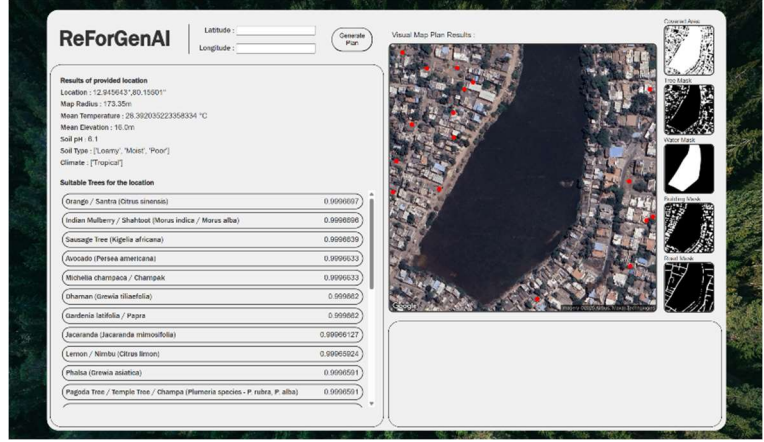 ReForGenAI
Latitude :
Longitude :
Generate
Plan
Results of provided location
Location : 12.945643°,80.15601°
Map Radius : 173.35m
Mean Temperature : 28.392035223358334 °C
Mean Elevation : 16.0m
Soil pH : 6.1
Soil Type : ['Loamy', 'Moist', 'Poor']
Climate : ['Tropical']
Suitable Trees for the location
Orange / Santra (Citrus sinensis) 0.9996697
Indian Mulberry / Shahtoot (Morus indica / Morus alba) 0.9996696
Sausage Tree (Kigelia africana) 0.9996639
Avocado (Persea americana) 0.9996633
Michelia champaca / Champak 0.9996633
Dhaman (Grewia tiliaefolia) 0.999662
Gardenia latifolia / Papra 0.999662
Jacaranda (Jacaranda mimosifolia) 0.99966127
Lemon / Nimbu (Citrus limon) 0.99965924
Phalsa (Grewia asiatica) 0.9996591
Pagoda Tree / Temple Tree / Champa (Plumeria species - P. rubra, P. alba) 0.9996591
Visual Map Plan Results :
Google
Covered Area
Tree Mask
Water Mask
Building Mask
Road Mask